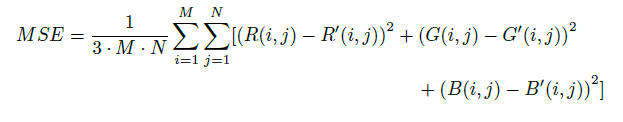 MSE = \frac{1}{3 \cdot M \cdot N} \sum_{i=1}^{M} \sum_{j=1}^{N} [(R(i,j) - R'(i,j))^2 + (G(i,j) - G'(i,j))^2
+ (B(i,j) - B'(i,j))^2]